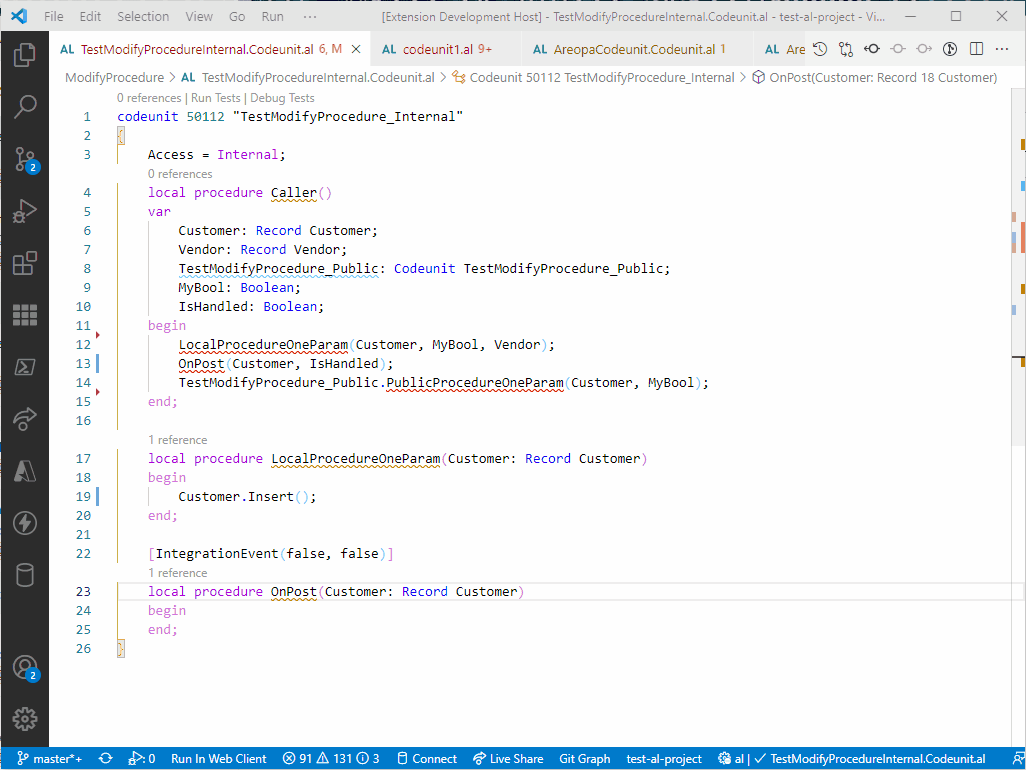 File Edit Selection View Go Run ··· [Extension Development Host] - TestModifyProcedureInternal.Codeunit.al - test-al-project - Vi...
AL TestModifyProcedureInternal.Codeunit.al 6, M AL codeunit1.al 9+ AL AreopaCodeunit.Codeunit.al 1 AL Are
ModifyProcedure > AL TestModifyProcedureInternal.Codeunit.al > Codeunit 50112 TestModifyProcedure_Internal > OnPost(Customer: Record 18 Customer)
0 references | Run Tests | Debug Tests
1 codeunit 50112 "TestModifyProcedure_Internal"
2 {
3 Access = Internal;
0 references
4 local procedure Caller()
5 var
6 Customer: Record Customer;
7 Vendor: Record Vendor;
8 TestModifyProcedure_Public: Codeunit TestModifyProcedure_Public;
9 MyBool: Boolean;
10 IsHandled: Boolean;
11 begin
12 LocalProcedureOneParam(Customer, MyBool, Vendor);
13 OnPost(Customer, IsHandled);
14 TestModifyProcedure_Public.PublicProcedureOneParam(Customer, MyBool);
15 end;
16
1 reference
17 local procedure LocalProcedureOneParam(Customer: Record Customer)
18 begin
19 Customer.Insert();
20 end;
21
22 [IntegrationEvent(false, false)]
1 reference
23 local procedure OnPost(Customer: Record Customer)
24 begin
25 end;
26 }
2
2
master*+ 0 Run In Web Client 91 131 3 Connect Live Share Git Graph test-al-project al | ✓ TestModifyProcedureInternal.Codeunit.al